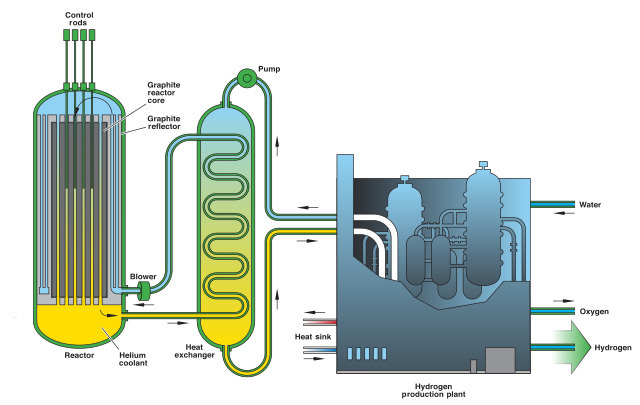 Control
rods
Pump
Graphite
reactor
core
Graphite
reflector
Blower
Water
Oxygen
Heat sink
Hydrogen
Reactor
Helium
coolant
Heat
exchanger
Hydrogen
production plant